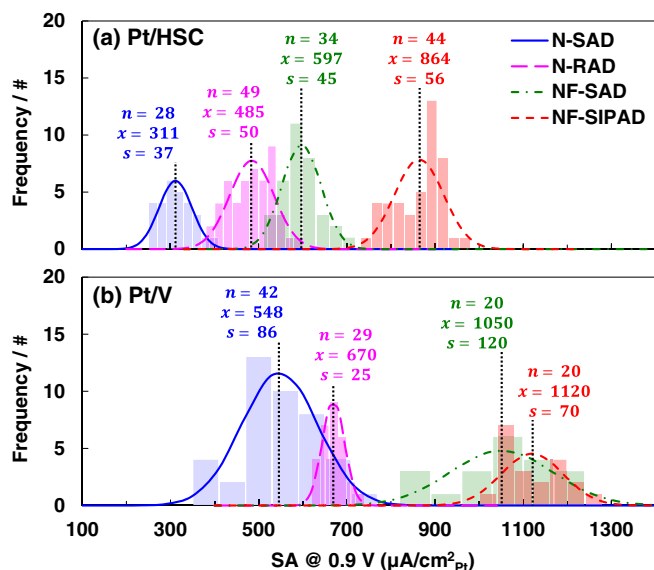 (a) Pt/HSC
n = 28
x = 311
s = 37
n = 49
x = 485
s = 50
n = 34
x = 597
s = 45
n = 44
x = 864
s = 56
N-SAD
N-RAD
NF-SAD
NF-SIPAD
Frequency / #
20
15
10
5
0
(b) Pt/V
n = 42
x = 548
s = 86
n = 29
x = 670
s = 25
n = 20
x = 1050
s = 120
n = 20
x = 1120
s = 70
Frequency / #
20
15
10
5
0
100 300 500 700 900 1100 1300
SA @ 0.9 V (μA/cm²Pt)